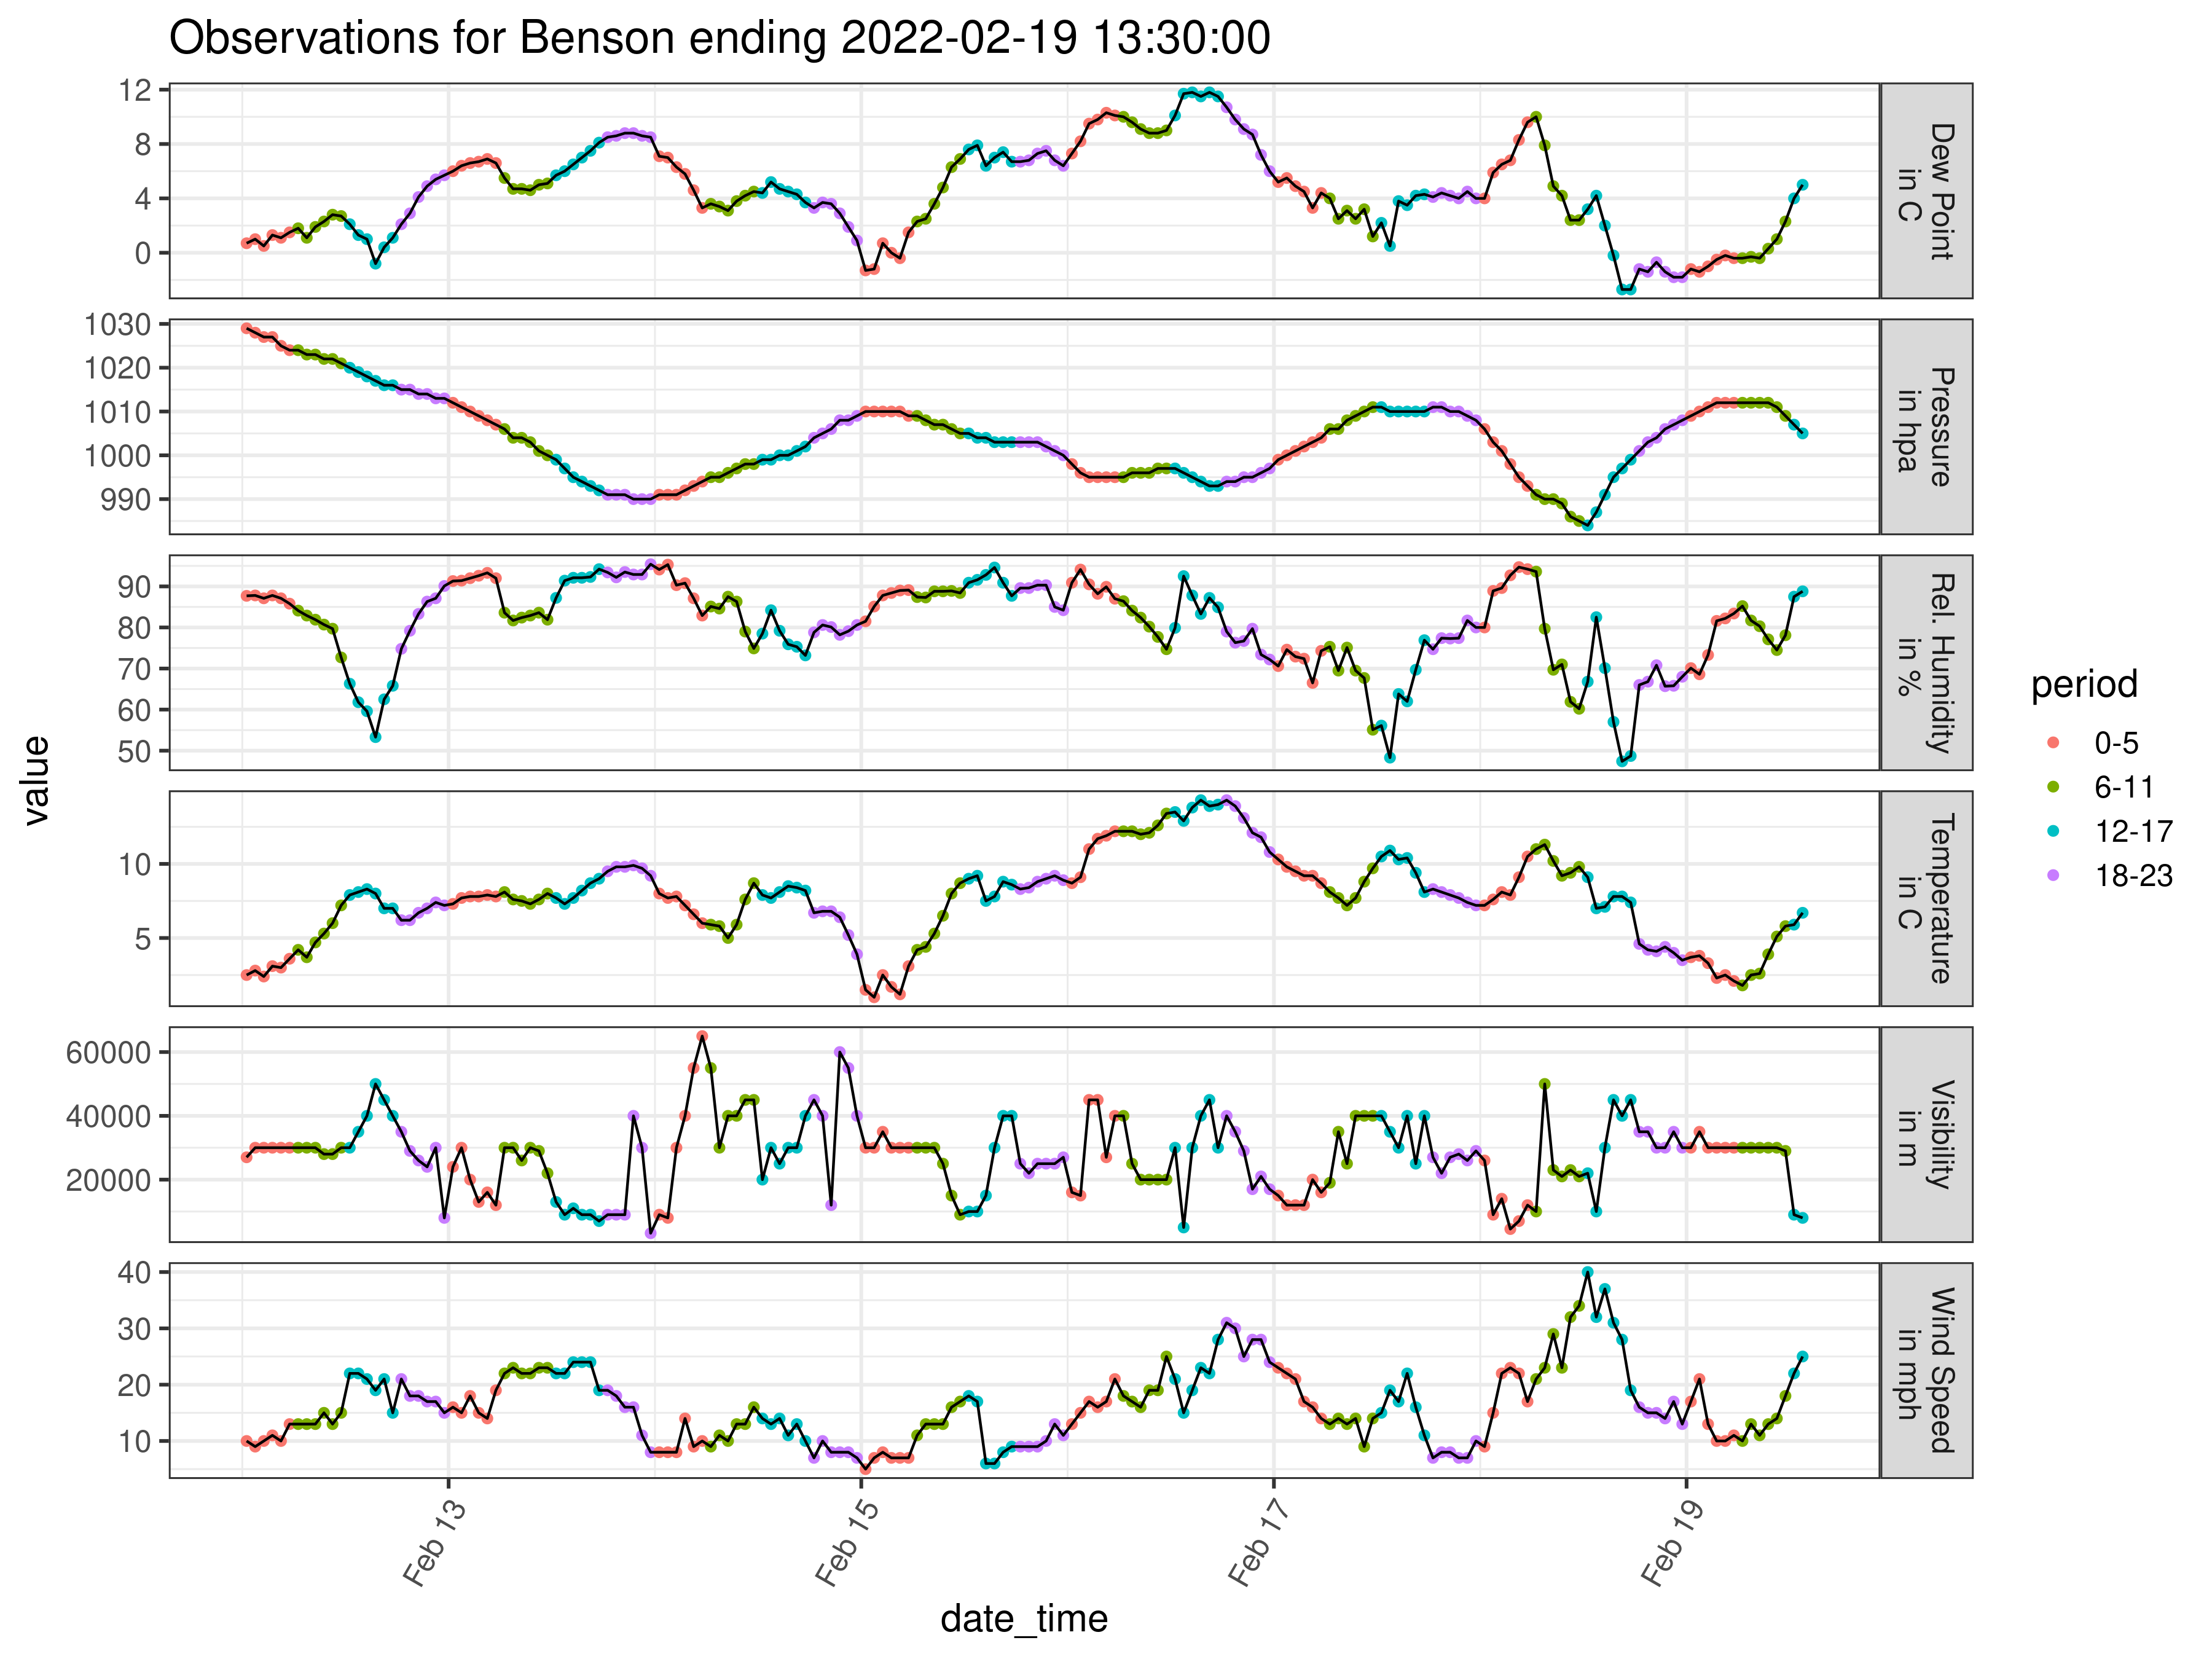 Observations for Benson ending 2022-02-19 13:30:00
12
8
4
0
Dew Point
in C
1030
1020
1010
1000
990
Pressure
in hpa
90
80
70
60
50
Rel. Humidity
in %
10
5
Temperature
in C
60000
40000
20000
Visibility
in m
40
30
20
10
Wind Speed
in mph
value
Feb 13
Feb 15
Feb 17
Feb 19
date_time
period
0-5
6-11
12-17
18-23